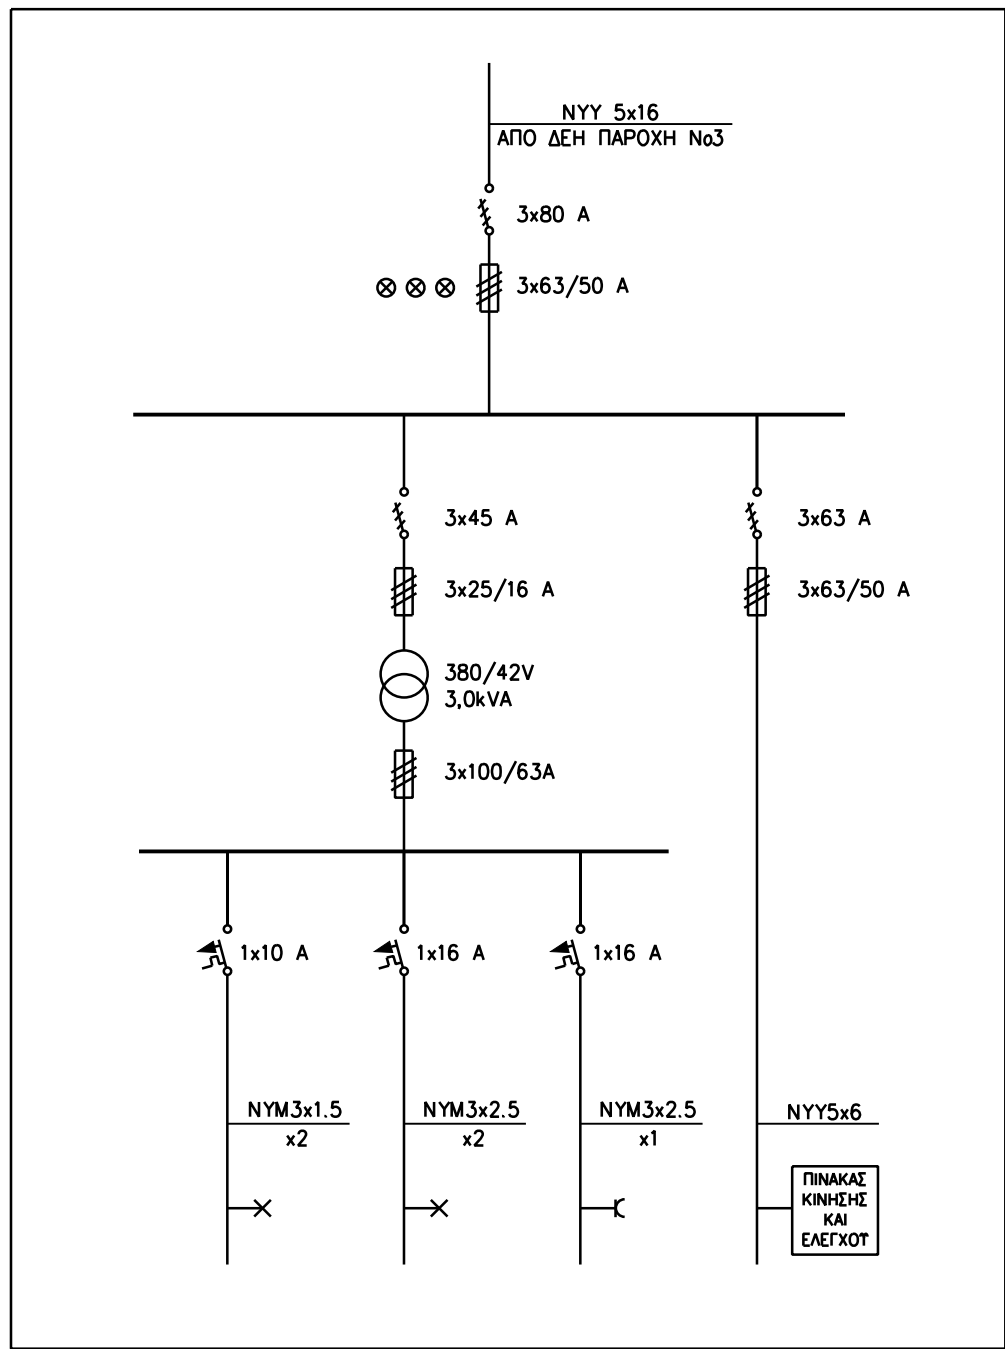 NYY 5x16
ΑΠΟ ΔΕΗ ΠΑΡΟΧΗ Νο3
3x80 A
3x63/50 A
3x45 A
3x63 A
3x25/16 A
3x63/50 A
380/42V
3,0kVA
3x100/63A
1x10 A
1x16 A
1x16 A
NYM3x1.5
x2
NYM3x2.5
x2
NYM3x2.5
x1
NYY5x6
ΠΙΝΑΚΑΣ
ΚΙΝΗΣΗΣ
ΚΑΙ
ΕΛΕΓΧΟΥ